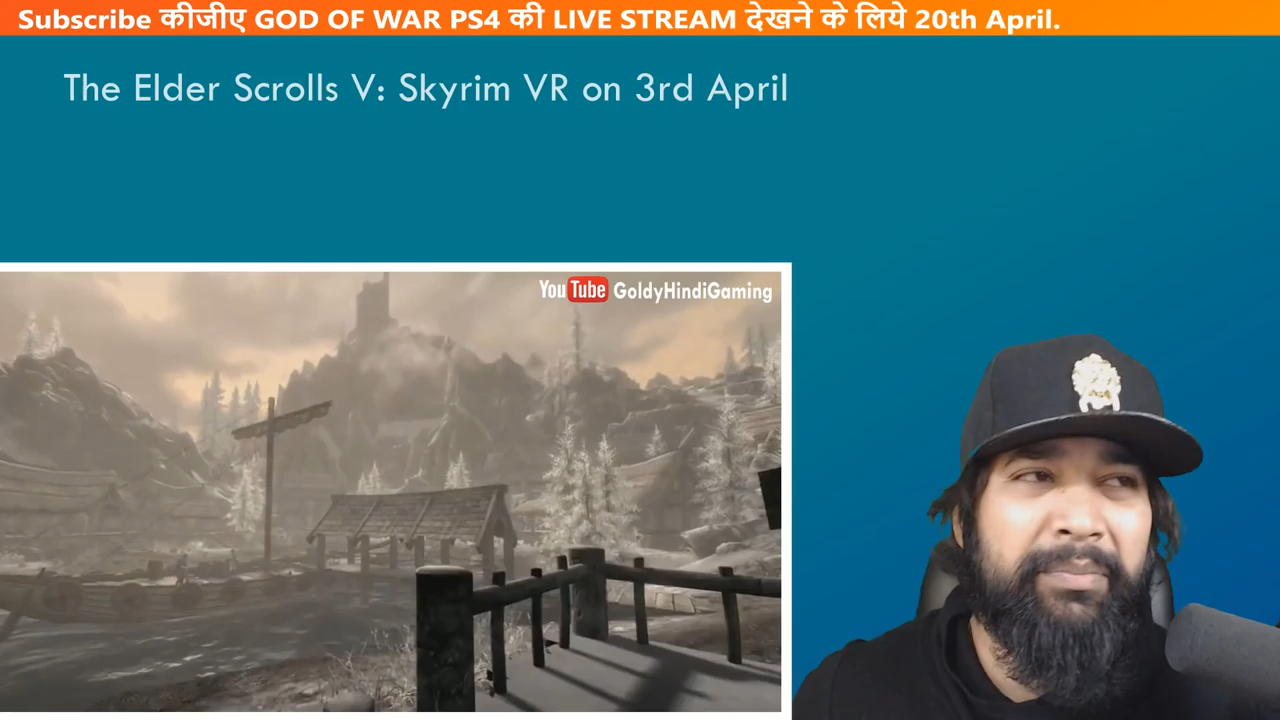 Subscribe कीजीए GOD OF WAR PS4 की LIVE STREAM देखने के लिये 20th April.
The Elder Scrolls V: Skyrim VR on 3rd April
YouTube GoldyHindiGaming